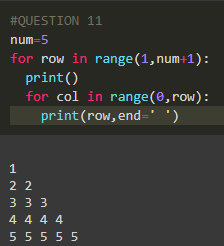 #QUESTION 11
num=5
for row in range(1,num+1):
  print()
  for col in range(0,row):
    print(row,end=' ')
1
2 2
3 3 3
4 4 4 4
5 5 5 5 5